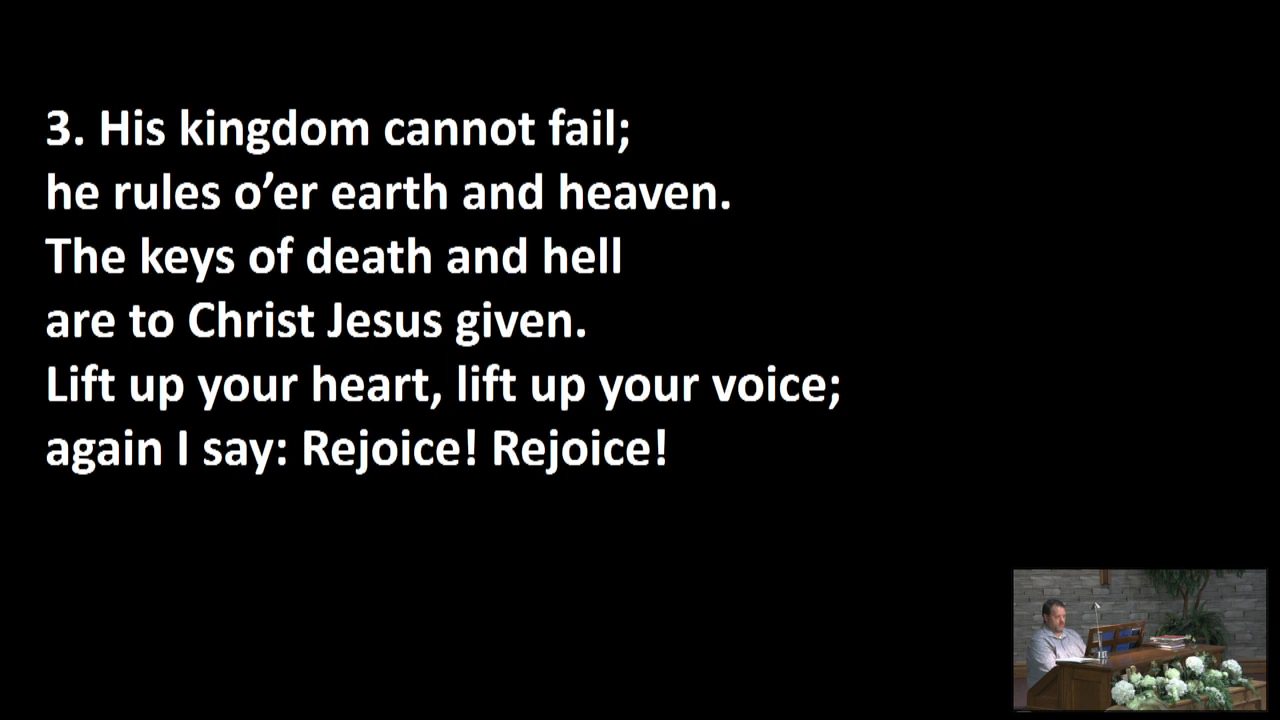 3. His kingdom cannot fail;
he rules o’er earth and heaven.
The keys of death and hell
are to Christ Jesus given.
Lift up your heart, lift up your voice;
again I say: Rejoice! Rejoice!